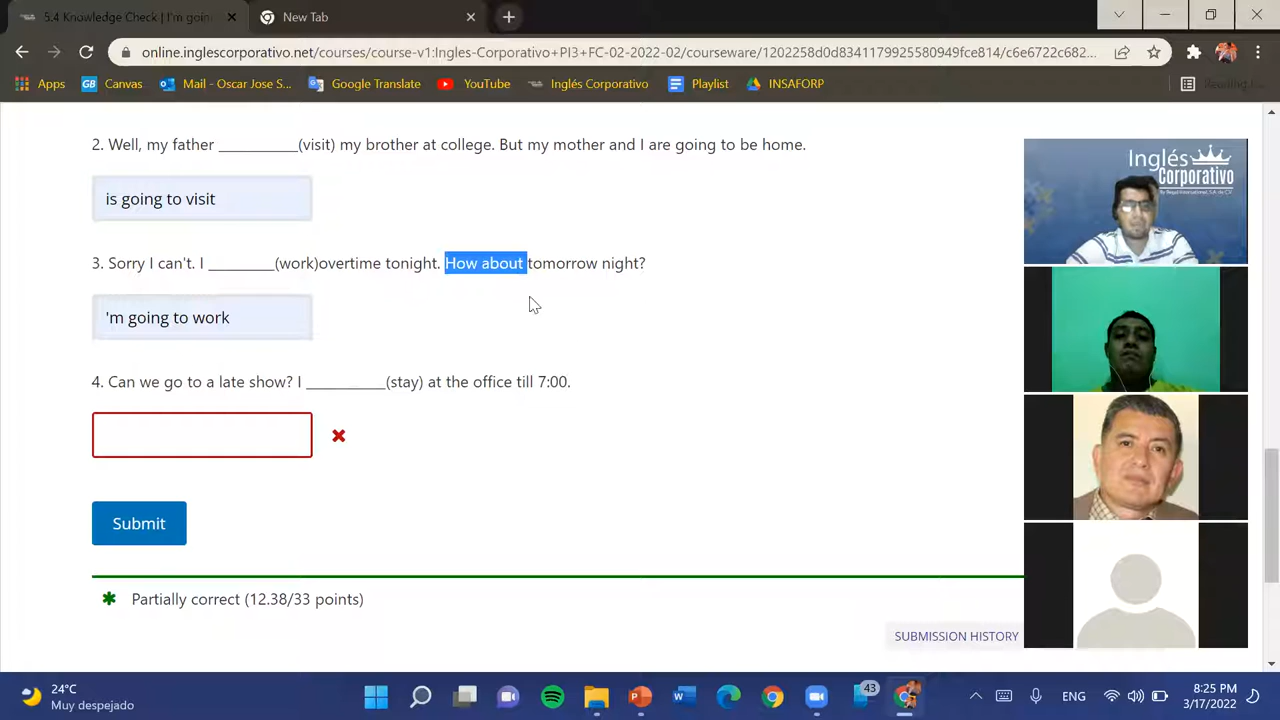 5.4 Knowledge Check | I'm goin
New Tab
online.inglescorporativo.net/courses/course-v1:Ingles-Corporativo+PI3+FC-02-2022-02/courseware/1202258d0d8341179925580949fce814/c6e6722c682...
Apps
Canvas
Mail - Oscar Jose S...
Google Translate
YouTube
Inglés Corporativo
Playlist
INSAFORP
Reading l
2. Well, my father __________(visit) my brother at college. But my mother and I are going to be home.
is going to visit
3. Sorry I can't. I ________(work)overtime tonight. How about tomorrow night?
'm going to work
4. Can we go to a late show? I __________(stay) at the office till 7:00.
Submit
Partially correct (12.38/33 points)
SUBMISSION HISTORY
Inglés
Corporativo
24°C
Muy despejado
43
ENG
8:25 PM
3/17/2022